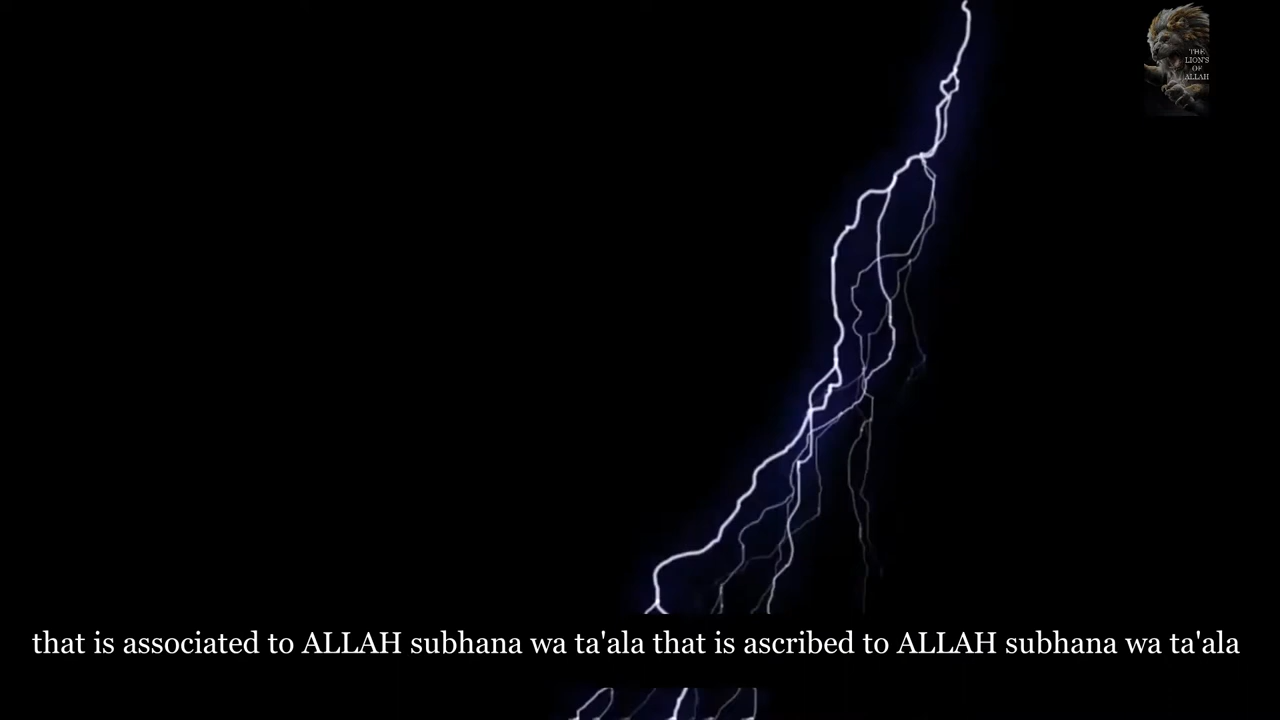 THE
LION'S
OF
ALLAH
that is associated to ALLAH subhana wa ta'ala that is ascribed to ALLAH subhana wa ta'ala